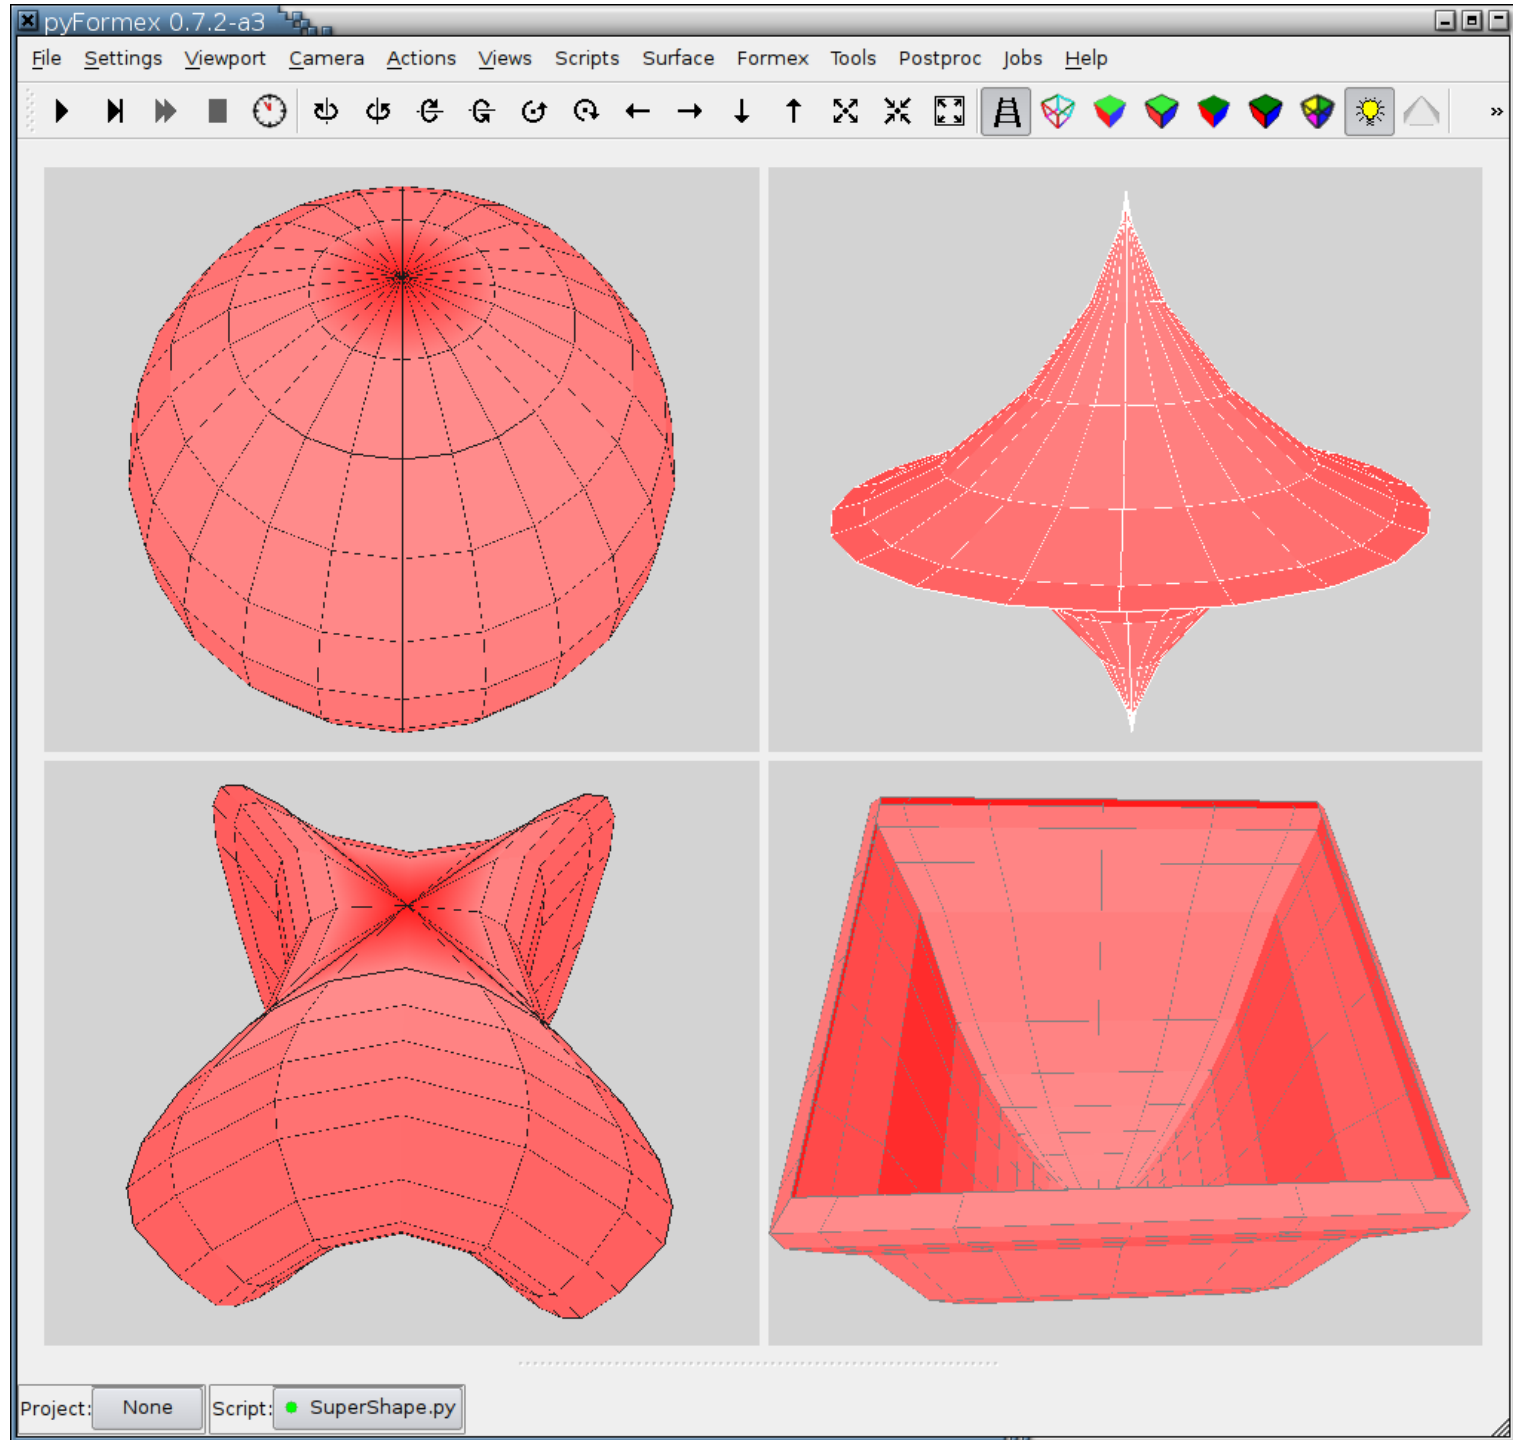 pyFormex 0.7.2-a3
File Settings Viewport Camera Actions Views Scripts Surface Formex Tools Postproc Jobs Help
Project: None Script: SuperShape.py